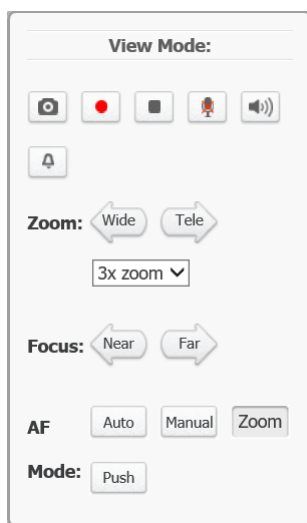 View Mode:
Zoom: Wide Tele
3x zoom
Focus: Near Far
AF Auto Manual Zoom
Mode: Push